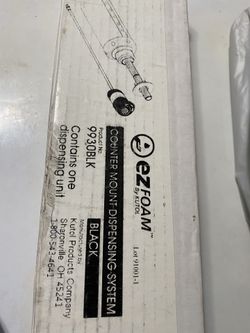 ezFOAM™
By KUTOL
Lot 91001-1
COUNTER MOUNT DISPENSING SYSTEM
BLACK
Product No.
9930BLK
Contains one
dispensing unit
Manufactured by
Kutol Products Company
Sharonville, OH 45241
1-800-543-4641